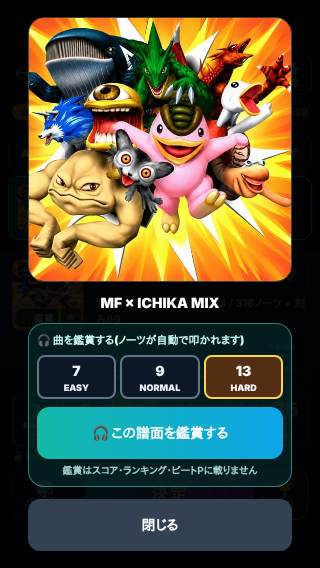 MF × ICHIKA MIX
🎧 曲を鑑賞する(ノーツが自動で叩かれます)
7
EASY
9
NORMAL
13
HARD
🎧 この譜面を鑑賞する
鑑賞はスコア・ランキング・ビートPに載りません
閉じる